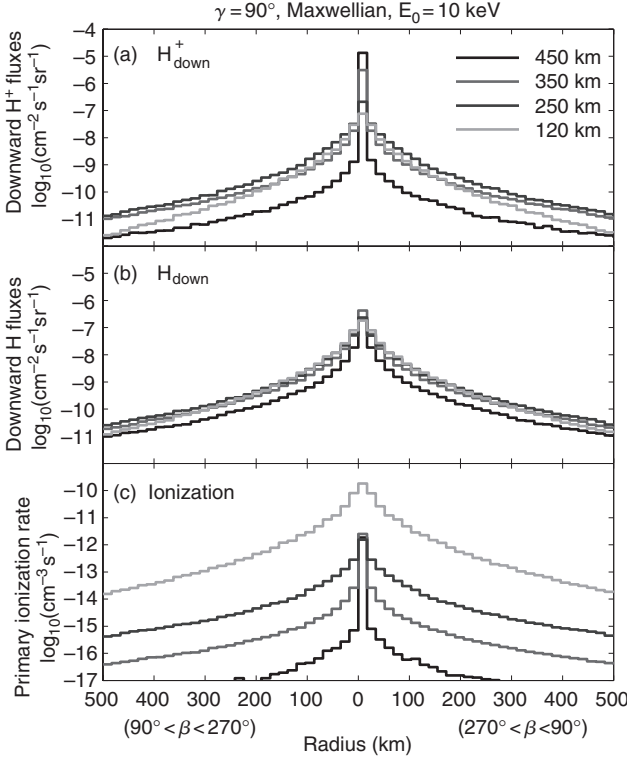 γ = 90°, Maxwellian, E0 = 10 keV
(a) H+down
450 km
350 km
250 km
120 km
Downward H+ fluxes
log10(cm−2s−1sr−1)
−4
−5
−6
−7
−8
−9
−10
−11
(b) Hdown
Downward H fluxes
log10(cm−2s−1sr−1)
−5
−6
−7
−8
−9
−10
−11
(c) Ionization
Primary ionization rate
log10(cm−3s−1)
−10
−11
−12
−13
−14
−15
−16
−17
500 400 300 200 100 0 100 200 300 400 500
(90° < β < 270°) (270° < β < 90°)
Radius (km)